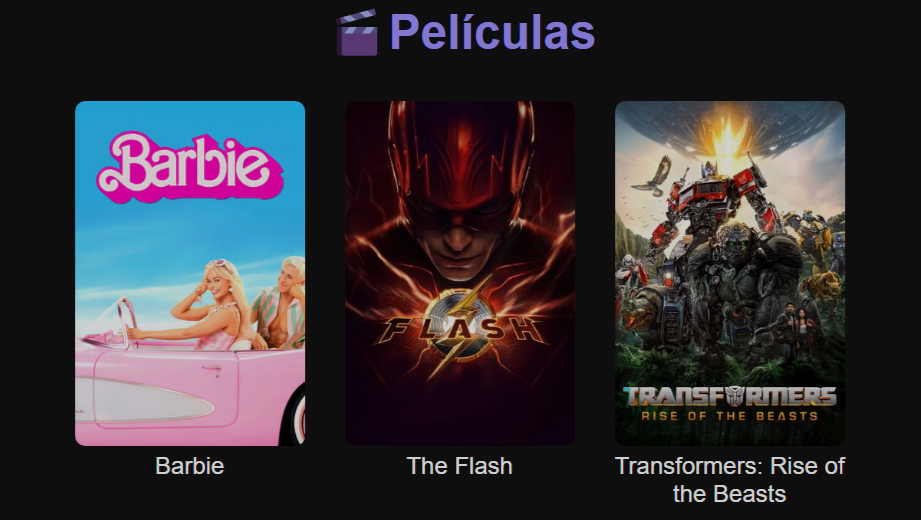 🎬 Películas
Barbie
FLASH
TRANSFORMERS
RISE OF THE BEASTS
Barbie
The Flash
Transformers: Rise of
the Beasts